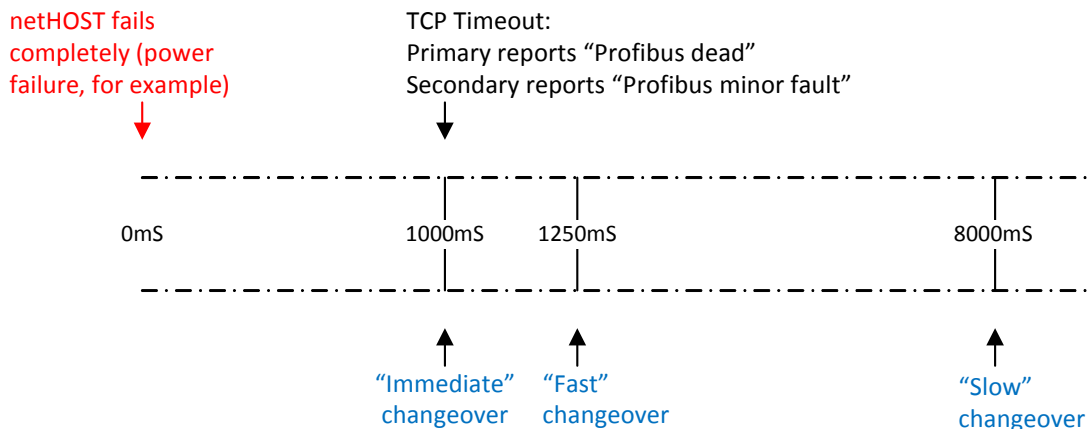 netHOST fails
completely (power
failure, for example)
TCP Timeout:
Primary reports “Profibus dead”
Secondary reports “Profibus minor fault”
0mS
1000mS
1250mS
8000mS
“Immediate”
changeover
“Fast”
changeover
“Slow”
changeover